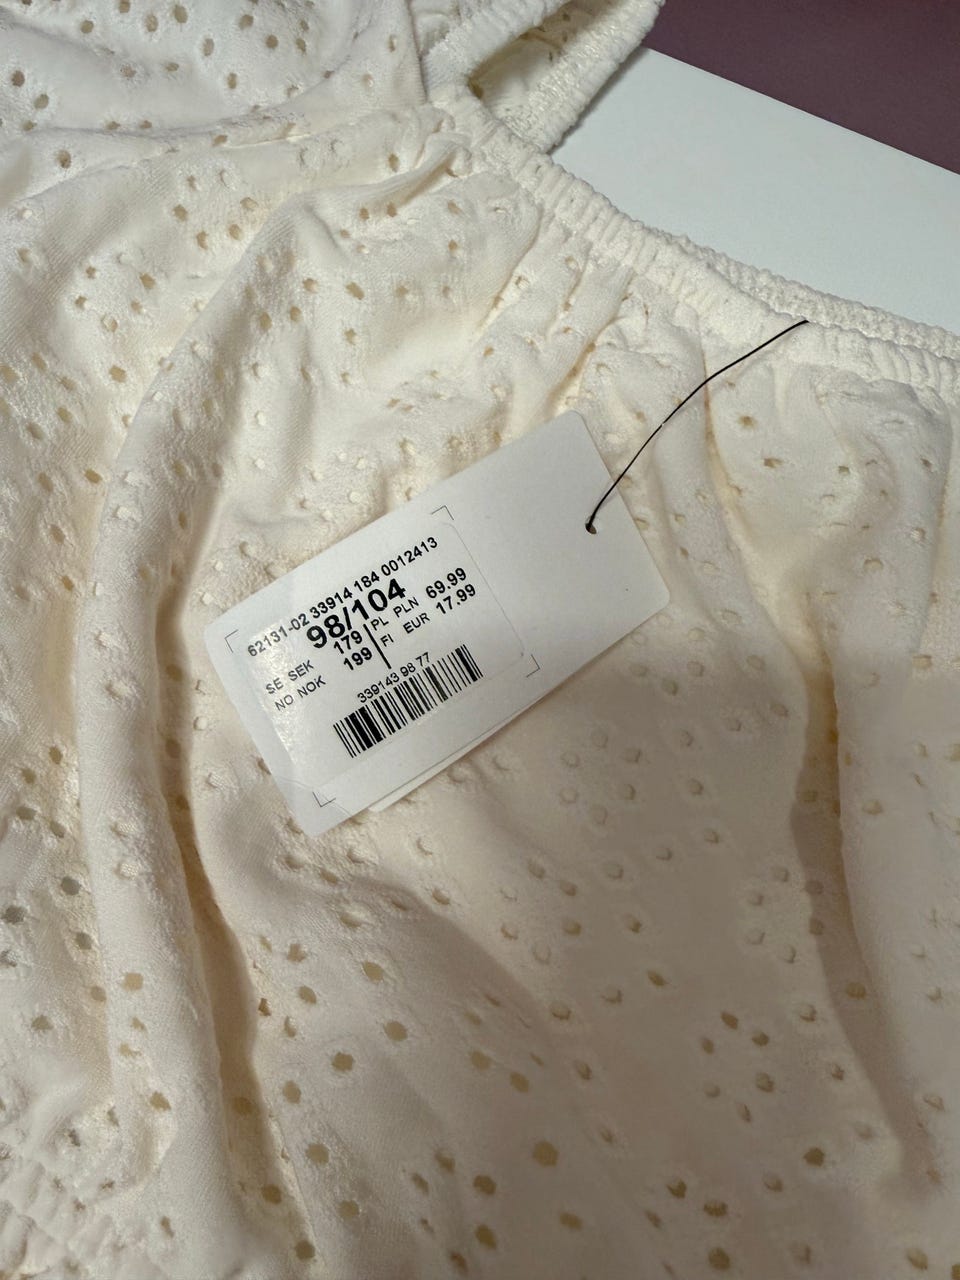 62131-02 33914 184 0012413
98/104
SE SEK 179 PL PLN 69.99
NO NOK 199 FI EUR 17.99
339143 98 77